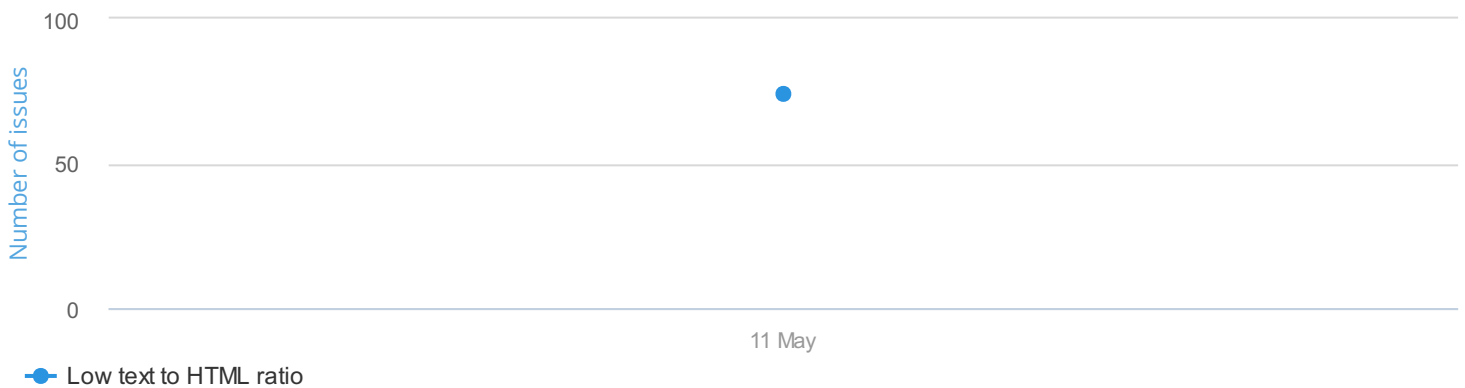 100
Number of issues
50
0
11 May
Low text to HTML ratio